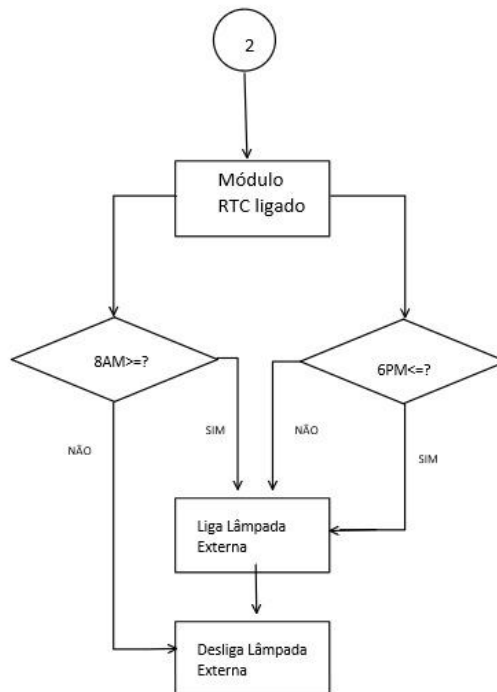 2
Módulo
RTC ligado
8AM>=?
6PM<=?
NÃO
SIM
NÃO
SIM
Liga Lâmpada
Externa
Desliga Lâmpada
Externa